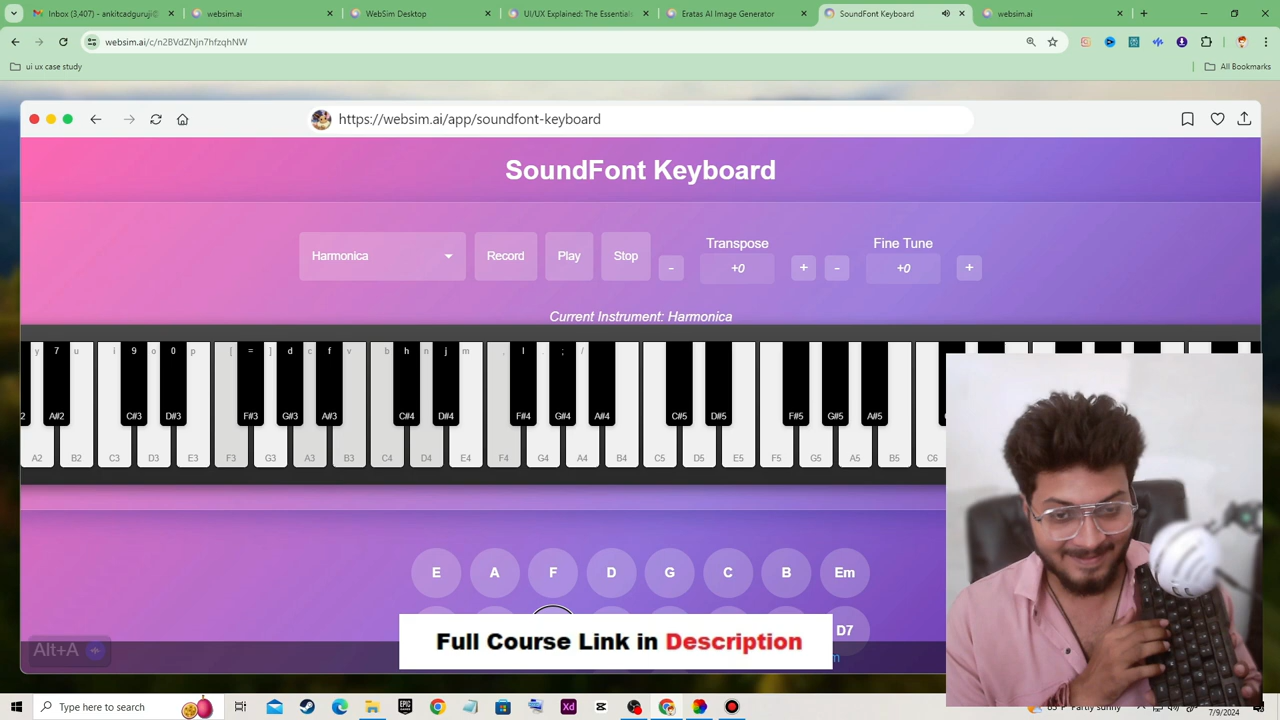 Inbox (3,407) - ankitcadguruji@
websim.ai
WebSim Desktop
UI/UX Explained: The Essentials
Eratas AI Image Generator
SoundFont Keyboard
websim.ai
websim.ai/c/n2BVdZNjn7hfzqhNW
ui ux case study
All Bookmarks
https://websim.ai/app/soundfont-keyboard
SoundFont Keyboard
Harmonica
Record
Play
Stop
Transpose
- +0 +
Fine Tune
- +0 +
Current Instrument: Harmonica
y 7 u i 9 o 0 p [ = ] d c f v b h n j m , l . ; /
2 A#2 C#3 D#3 F#3 G#3 A#3 C#4 D#4 F#4 G#4 A#4 C#5 D#5 F#5 G#5 A#5
A2 B2 C3 D3 E3 F3 G3 A3 B3 C4 D4 E4 F4 G4 A4 B4 C5 D5 E5 F5 G5 A5 B5 C6
E A F D G C B Em
D7
Full Course Link in Description
Alt+A
Type here to search
Xd
Partly sunny
7/9/2024